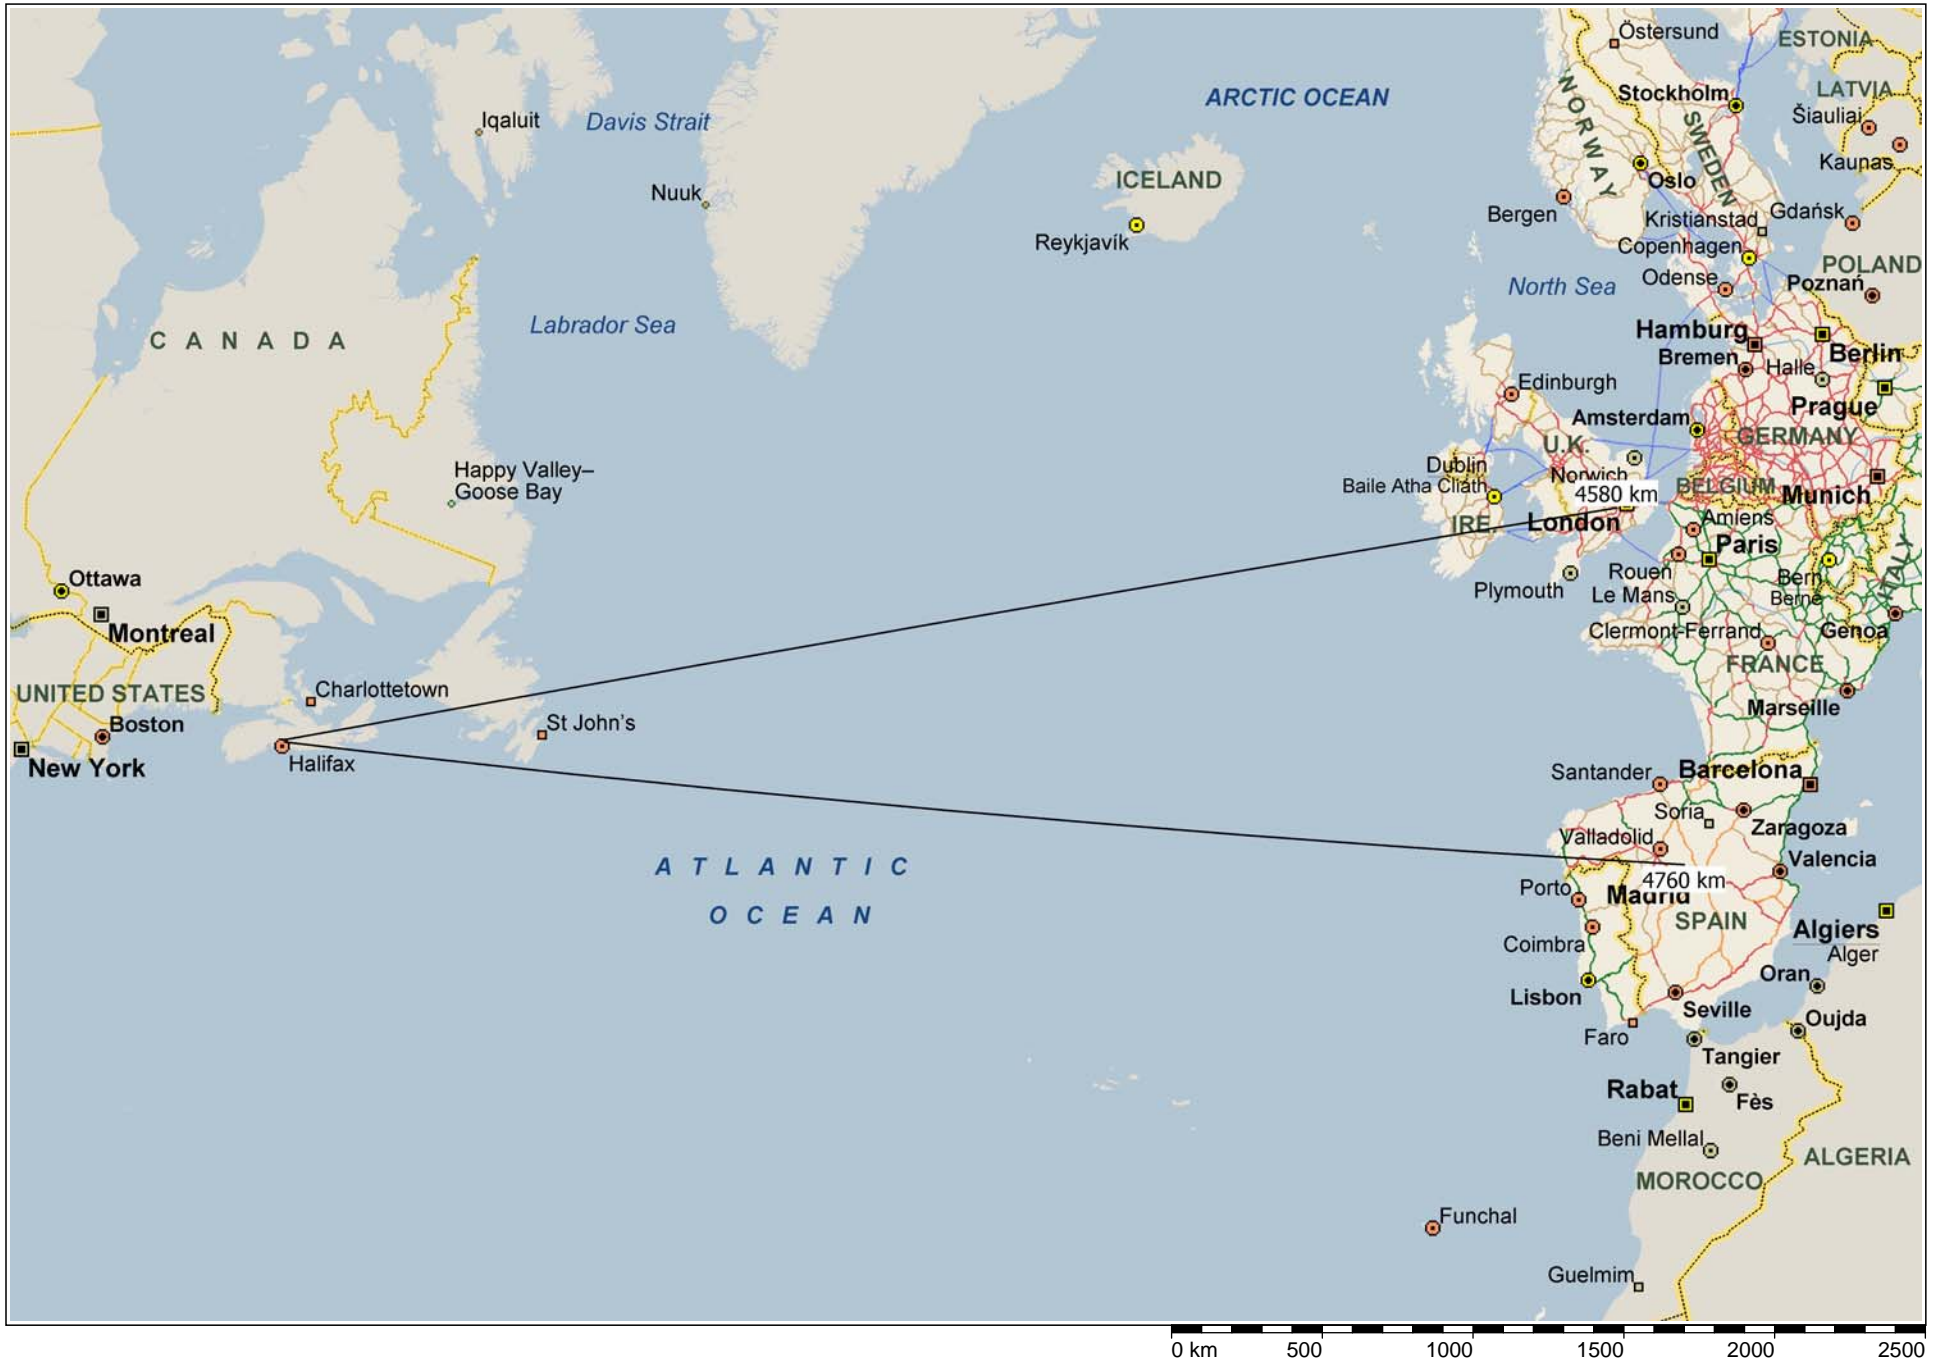 Östersund
ESTONIA
ARCTIC OCEAN
Stockholm
LATVIA
Iqaluit
Davis Strait
NORWAY
SWEDEN
Šiauliai
Kaunas
Nuuk
ICELAND
Oslo
Reykjavík
Bergen
Kristianstad
Gdańsk
Copenhagen
POLAND
North Sea
Odense
Poznań
Labrador Sea
CANADA
Hamburg
Bremen
Berlin
Halle
Edinburgh
Prague
Amsterdam
GERMANY
U.K.
Happy Valley–
Goose Bay
Dublin
Baile Atha Cliath
Norwich
4580 km
BELGIUM
Munich
IRE.
London
Amiens
Paris
ITALY
Ottawa
Plymouth
Rouen
Le Mans
Bern
Berne
Montreal
Clermont-Ferrand
Genoa
FRANCE
UNITED STATES
Charlottetown
Marseille
Boston
St John’s
New York
Halifax
Santander
Barcelona
Soria
Valladolid
Zaragoza
Valencia
ATLANTIC
OCEAN
4760 km
Porto
Madrid
SPAIN
Algiers
Alger
Coimbra
Oran
Lisbon
Seville
Oujda
Faro
Tangier
Rabat
Fès
Beni Mellal
ALGERIA
MOROCCO
Funchal
Guelmim
0 km 500 1000 1500 2000 2500